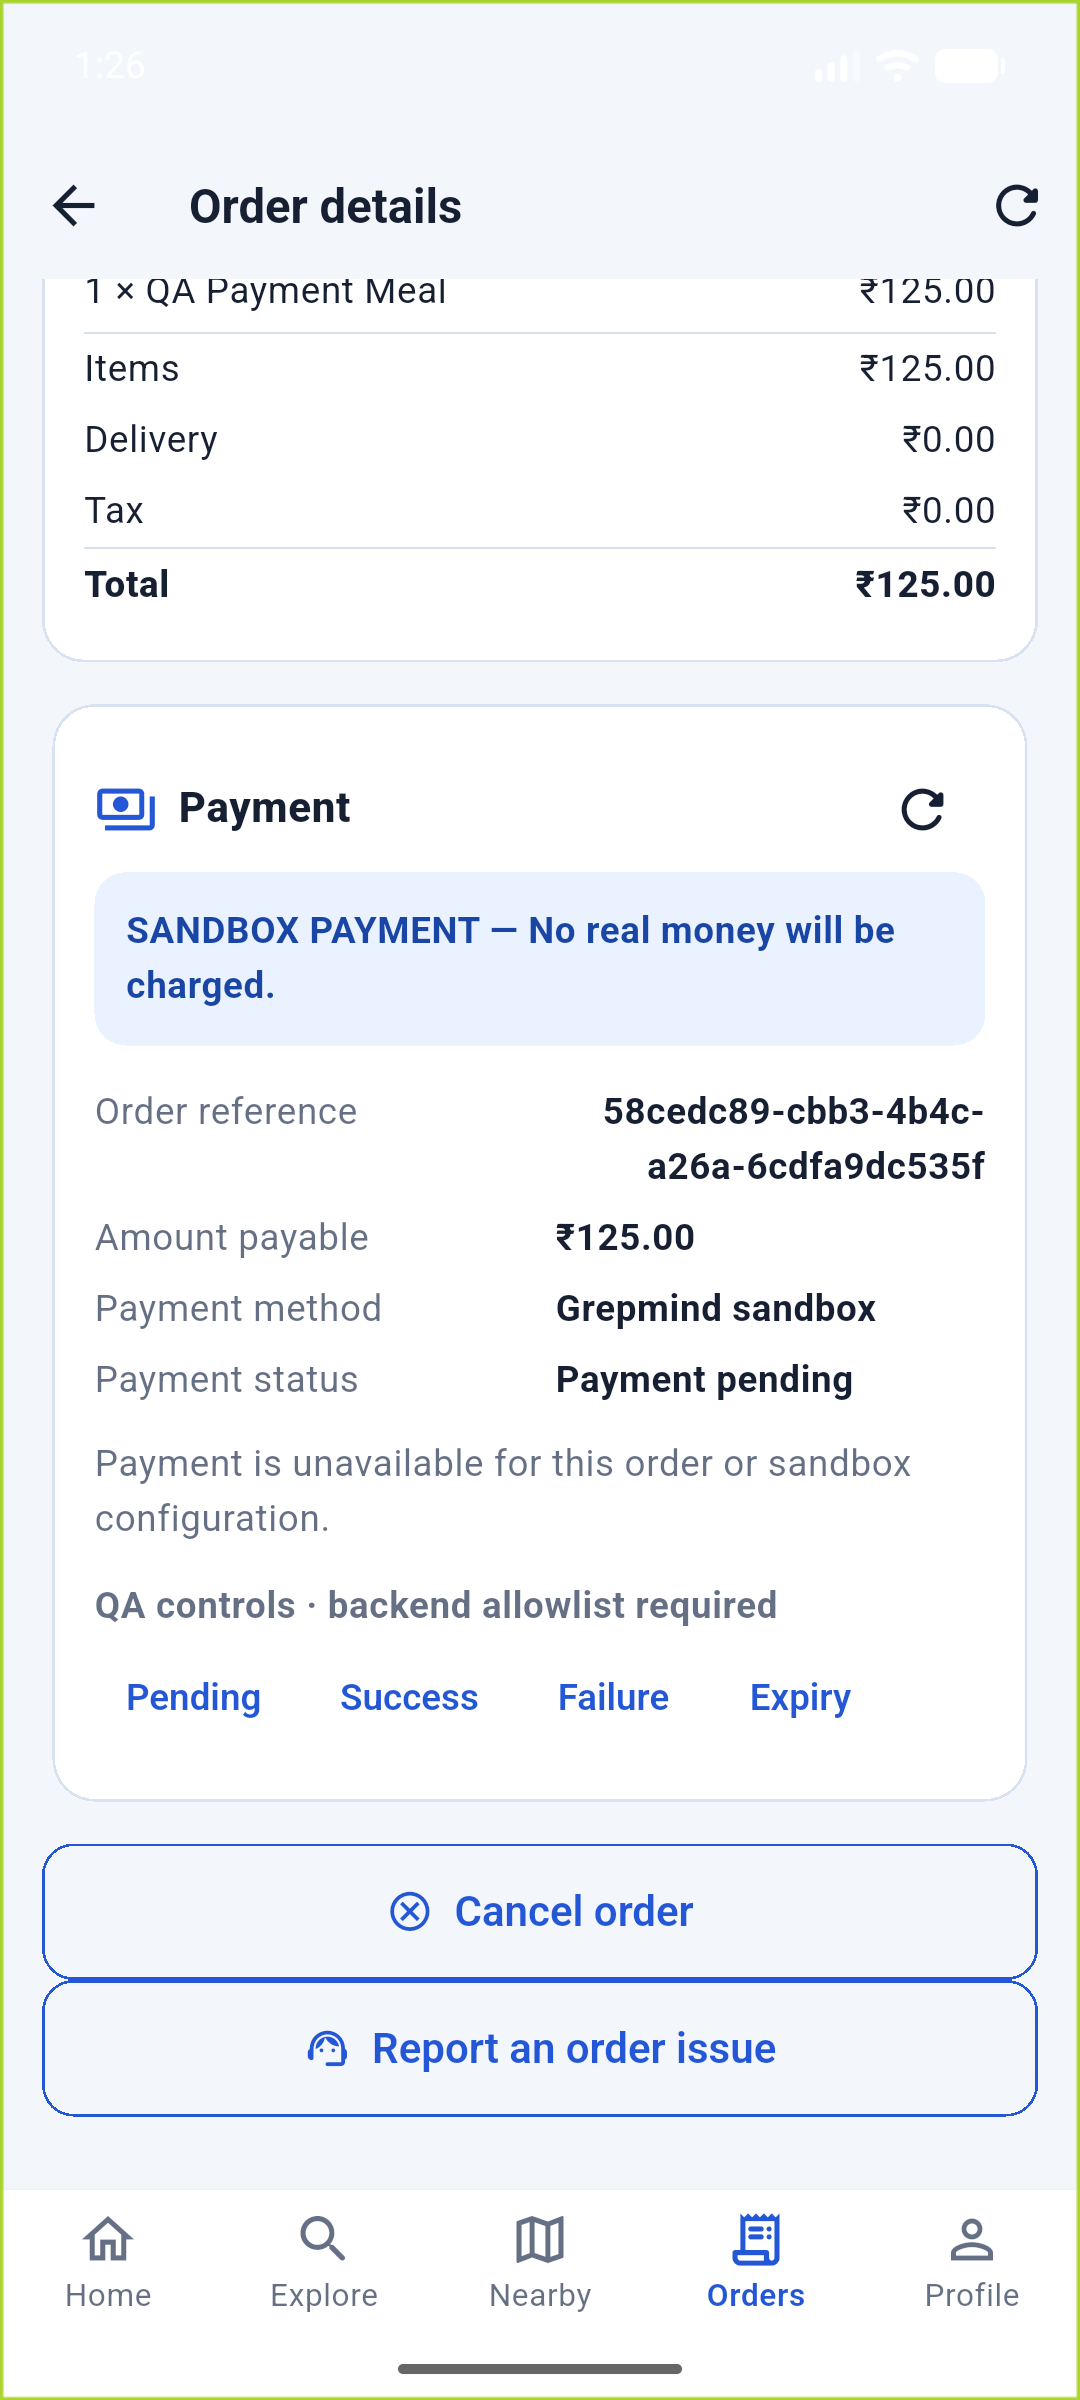 1:26
Order details
1 × QA Payment Meal ₹125.00
Items ₹125.00
Delivery ₹0.00
Tax ₹0.00
Total ₹125.00
Payment
SANDBOX PAYMENT — No real money will be
charged.
Order reference 58cedc89-cbb3-4b4c-
a26a-6cdfa9dc535f
Amount payable ₹125.00
Payment method Grepmind sandbox
Payment status Payment pending
Payment is unavailable for this order or sandbox
configuration.
QA controls · backend allowlist required
Pending Success Failure Expiry
Cancel order
Report an order issue
Home Explore Nearby Orders Profile